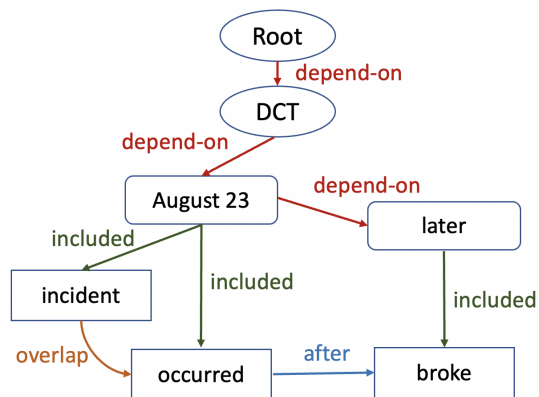 Root
depend-on
DCT
depend-on
August 23
depend-on
later
included
included
incident
included
overlap
occurred
after
broke